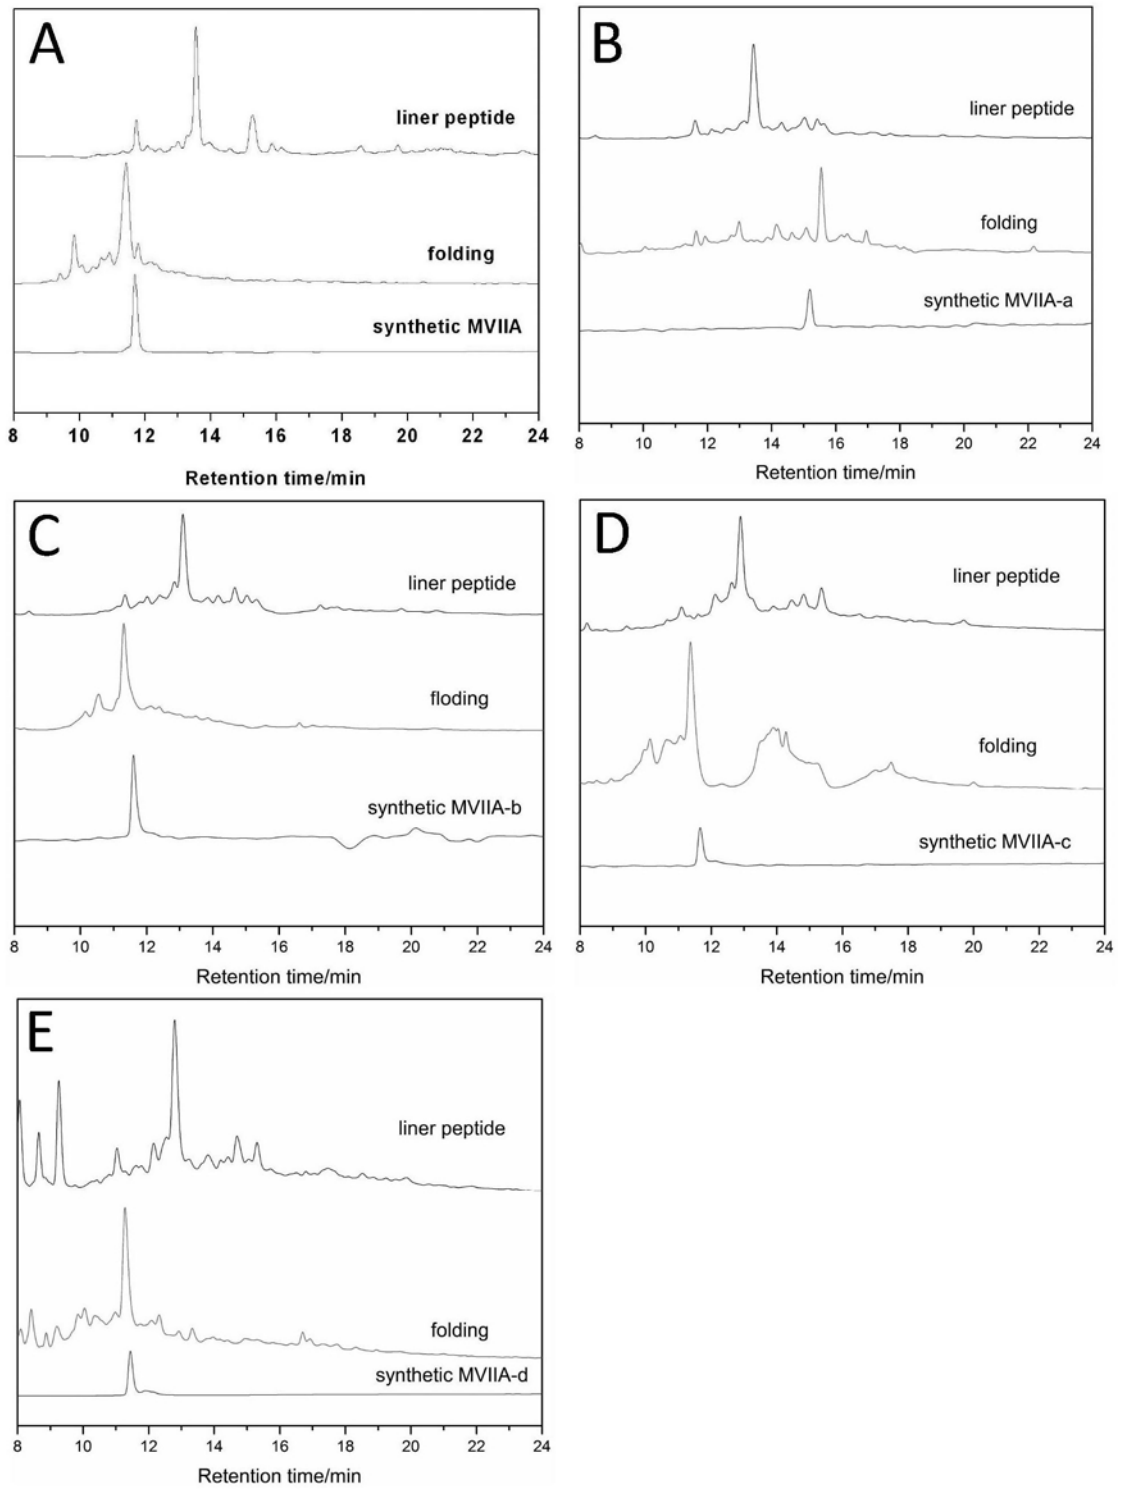 A
liner peptide
folding
synthetic MVIIA
8 10 12 14 16 18 20 22 24
Retention time/min
B
liner peptide
folding
synthetic MVIIA-a
8 10 12 14 16 18 20 22 24
Retention time/min
C
liner peptide
floding
synthetic MVIIA-b
8 10 12 14 16 18 20 22 24
Retention time/min
D
liner peptide
folding
synthetic MVIIA-c
8 10 12 14 16 18 20 22 24
Retention time/min
E
liner peptide
folding
synthetic MVIIA-d
8 10 12 14 16 18 20 22 24
Retention time/min